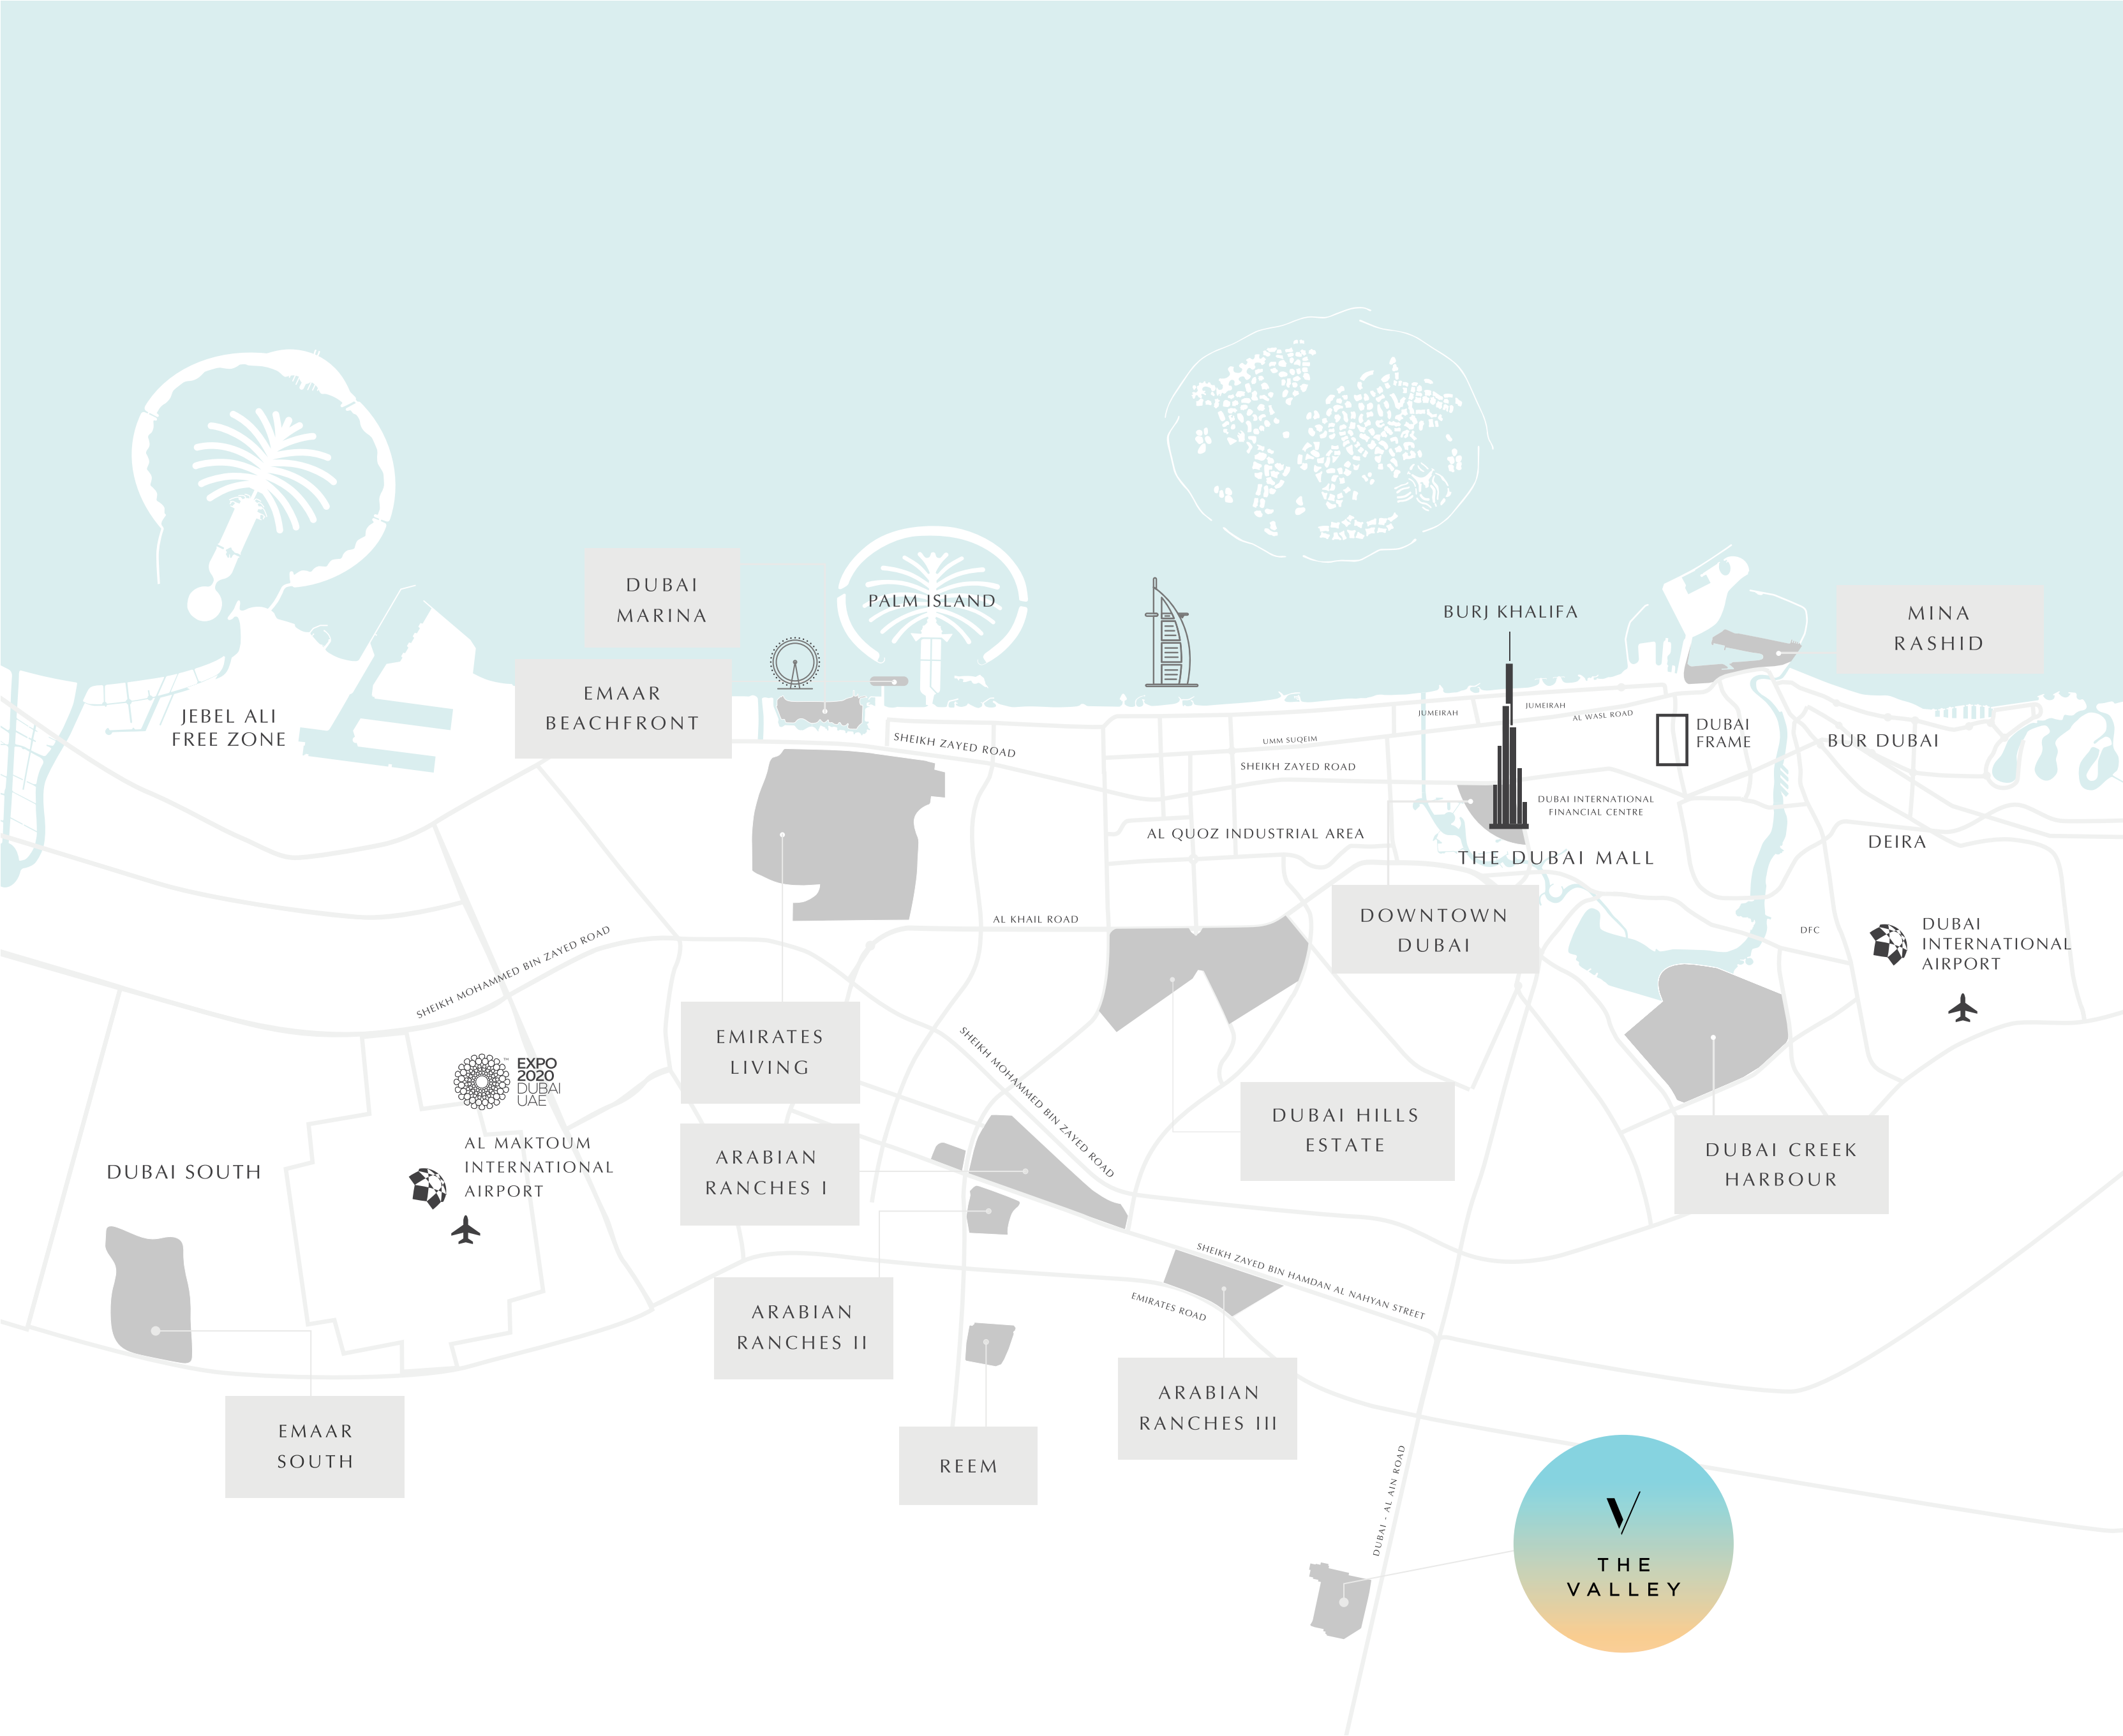 DUBAI
MARINA
PALM ISLAND
BURJ KHALIFA
MINA
RASHID
EMAAR
BEACHFRONT
JEBEL ALI
FREE ZONE
SHEIKH ZAYED ROAD
JUMEIRAH
JUMEIRAH
AL WASL ROAD
UMM SUQEIM
SHEIKH ZAYED ROAD
DUBAI
FRAME
BUR DUBAI
DUBAI INTERNATIONAL
FINANCIAL CENTRE
AL QUOZ INDUSTRIAL AREA
THE DUBAI MALL
DEIRA
DOWNTOWN
DUBAI
AL KHAIL ROAD
DFC
DUBAI
INTERNATIONAL
AIRPORT
SHEIKH MOHAMMED BIN ZAYED ROAD
EMIRATES
LIVING
SHEIKH MOHAMMED BIN ZAYED ROAD
EXPO
2020
DUBAI
UAE
TM
DUBAI HILLS
ESTATE
DUBAI CREEK
HARBOUR
AL MAKTOUM
INTERNATIONAL
AIRPORT
DUBAI SOUTH
ARABIAN
RANCHES I
SHEIKH ZAYED BIN HAMDAN AL NAHYAN STREET
EMIRATES ROAD
ARABIAN
RANCHES II
ARABIAN
RANCHES III
EMAAR
SOUTH
REEM
DUBAI - AL AIN ROAD
V
THE
VALLEY